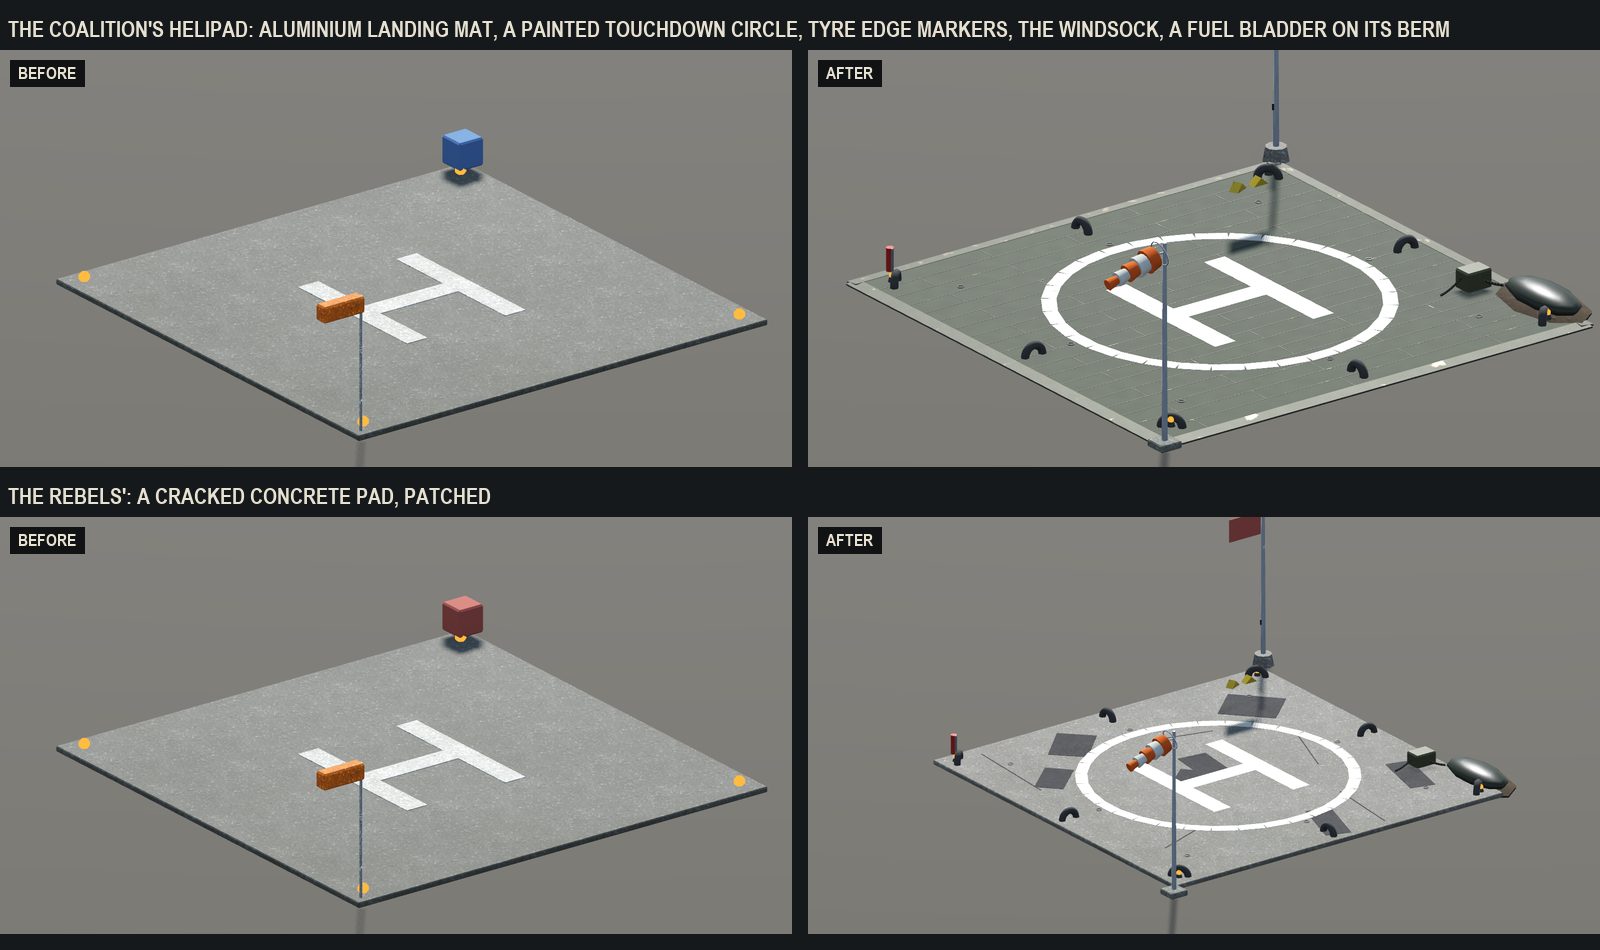 THE COALITION'S HELIPAD: ALUMINIUM LANDING MAT, A PAINTED TOUCHDOWN CIRCLE, TYRE EDGE MARKERS, THE WINDSOCK, A FUEL BLADDER ON ITS BERM
BEFORE
AFTER
H
H
THE REBELS': A CRACKED CONCRETE PAD, PATCHED
BEFORE
AFTER
H
H